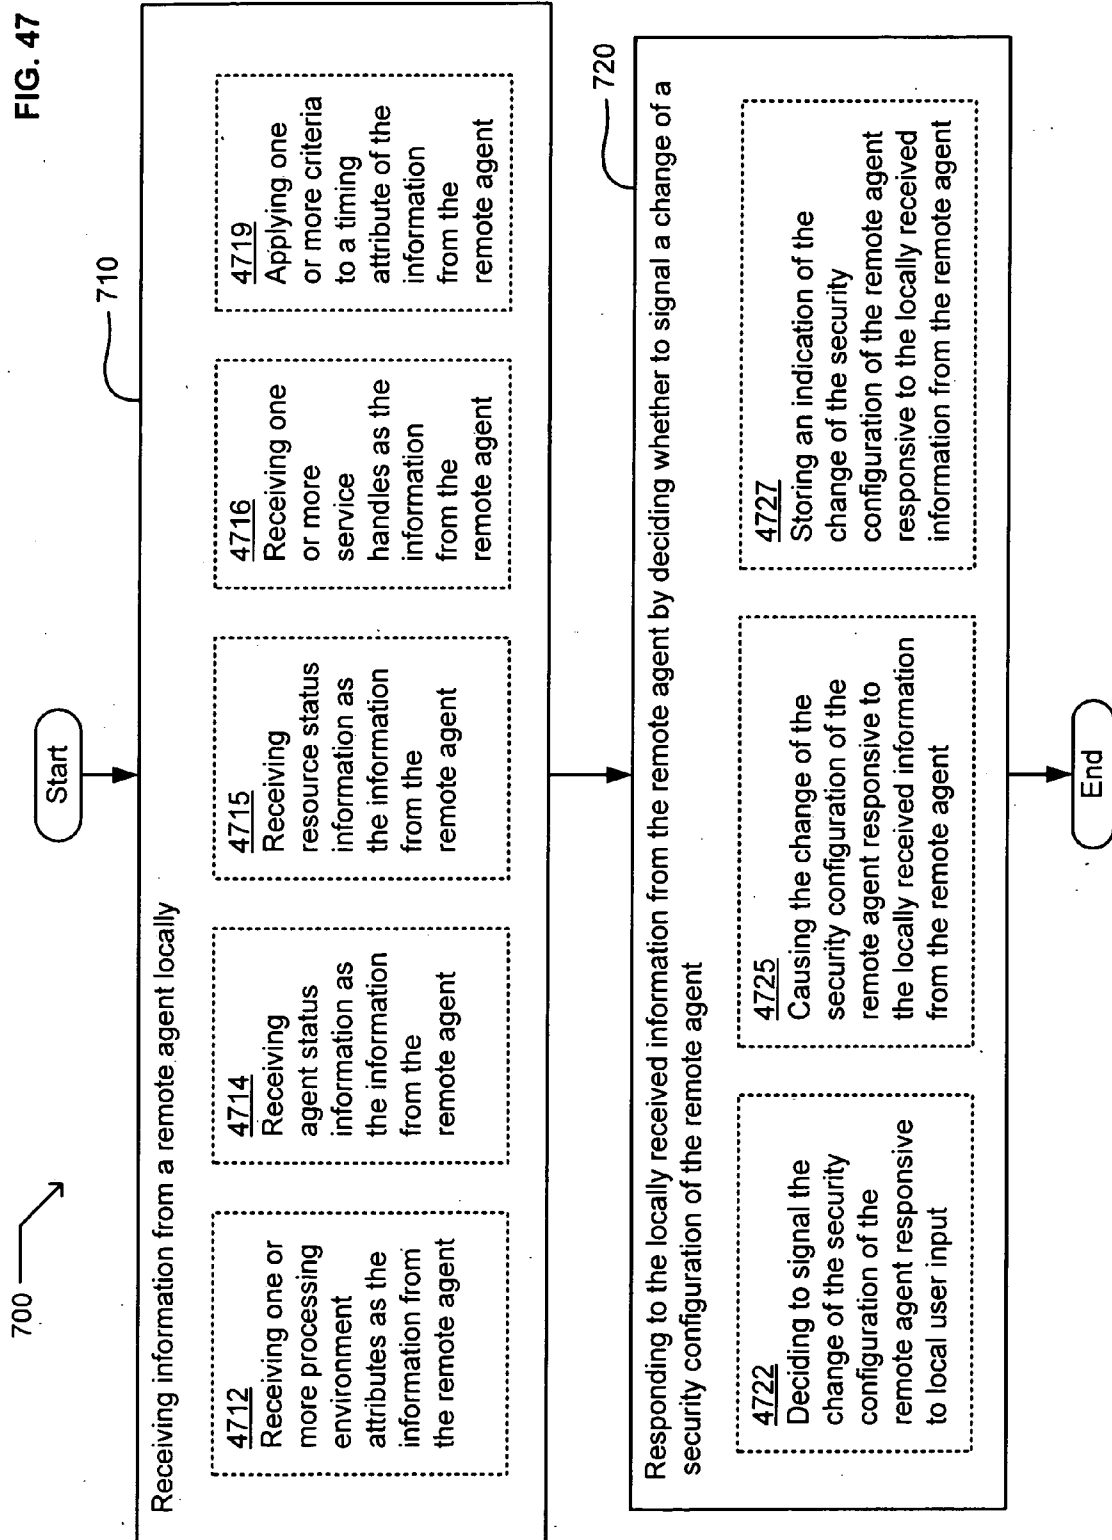 FIG. 47
700
Start
710
Receiving information from a remote agent locally
4712
Receiving one or
more processing
environment
attributes as the
information from
the remote agent
4714
Receiving
agent status
information as
the information
from the
remote agent
4715
Receiving
resource status
information as
the information
from the
remote agent
4716
Receiving one
or more
service
handles as the
information
from the
remote agent
4719
Applying one
or more criteria
to a timing
attribute of the
information
from the
remote agent
720
Responding to the locally received information from the remote agent by deciding whether to signal a change of a
security configuration of the remote agent
4722
Deciding to signal the
change of the security
configuration of the
remote agent responsive
to local user input
4725
Causing the change of the
security configuration of the
remote agent responsive to
the locally received information
from the remote agent
4727
Storing an indication of the
change of the security
configuration of the remote agent
responsive to the locally received
information from the remote agent
End